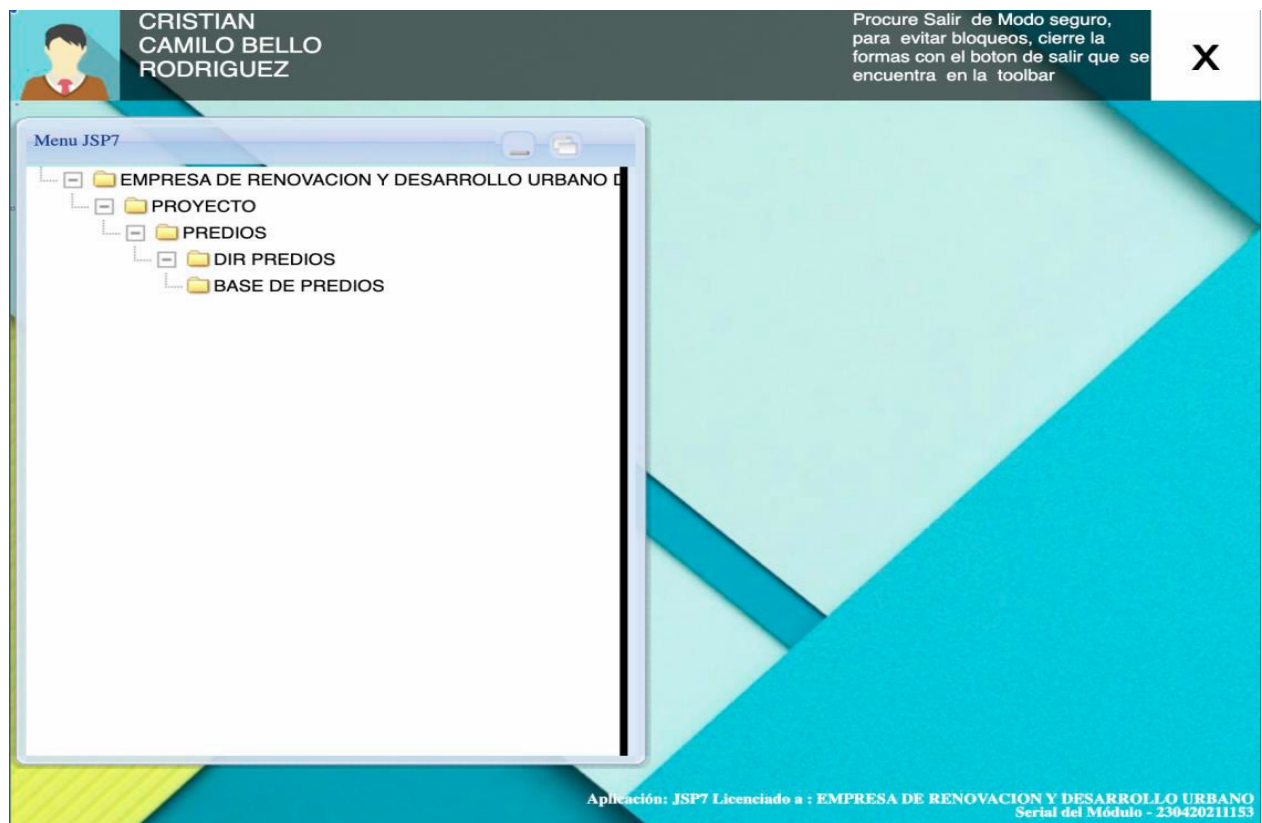 CRISTIAN
CAMILO BELLO
RODRIGUEZ
Procure Salir de Modo seguro,
para evitar bloqueos, cierre la
formas con el boton de salir que se
encuentra en la toolbar
X
Menu JSP7
EMPRESA DE RENOVACION Y DESARROLLO URBANO D
PROYECTO
PREDIOS
DIR PREDIOS
BASE DE PREDIOS
Aplicación: JSP7 Licenciado a : EMPRESA DE RENOVACION Y DESARROLLO URBANO
Serial del Módulo - 230420211153